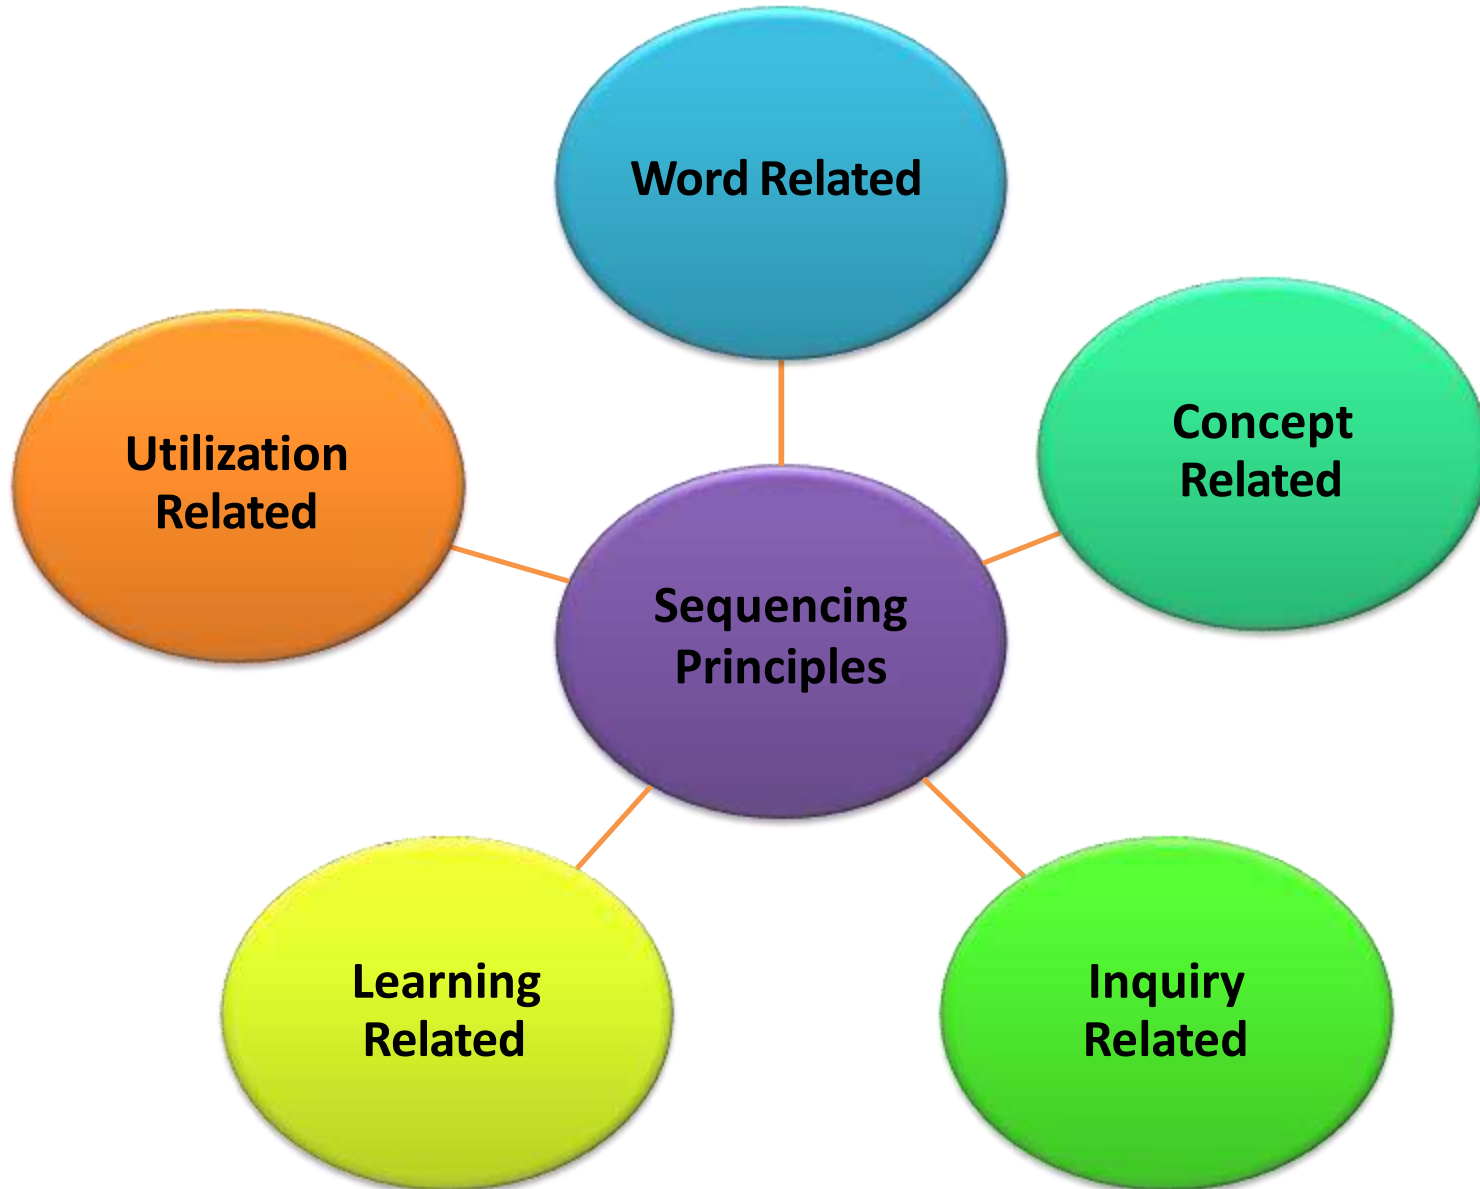 Word Related
Concept
Related
Utilization
Related
Sequencing
Principles
Learning
Related
Inquiry
Related